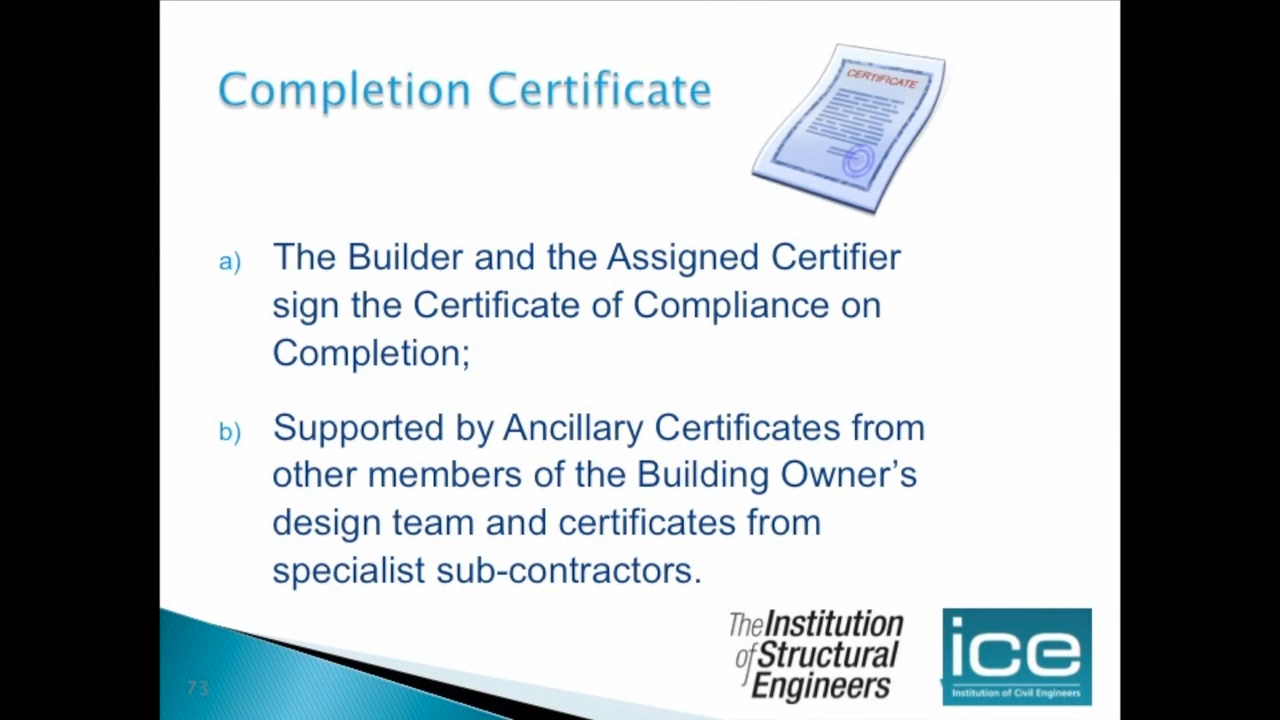 Completion Certificate
CERTIFICATE
a) The Builder and the Assigned Certifier
sign the Certificate of Compliance on
Completion;
b) Supported by Ancillary Certificates from
other members of the Building Owner’s
design team and certificates from
specialist sub-contractors.
The Institution
of Structural
Engineers
ice
Institution of Civil Engineers
73